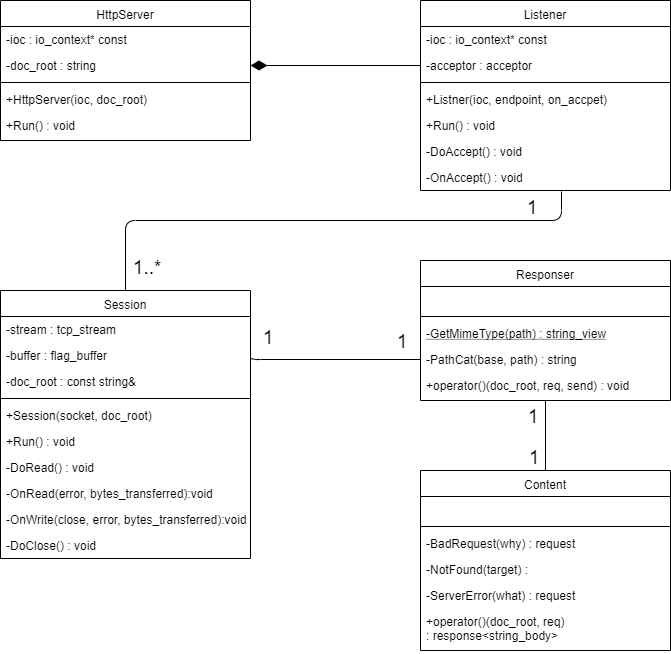 HttpServer
-ioc : io_context* const
-doc_root : string
+HttpServer(ioc, doc_root)
+Run() : void
Listener
-ioc : io_context* const
-acceptor : acceptor
+Listner(ioc, endpoint, on_accpet)
+Run() : void
-DoAccept() : void
-OnAccept() : void
1
1..*
Session
-stream : tcp_stream
-buffer : flag_buffer
-doc_root : const string&
+Session(socket, doc_root)
+Run() : void
-DoRead() : void
-OnRead(error, bytes_transferred):void
-OnWrite(close, error, bytes_transferred):void
-DoClose() : void
1
1
Responser
-GetMimeType(path) : string_view
-PathCat(base, path) : string
+operator()(doc_root, req, send) : void
1
1
Content
-BadRequest(why) : request
-NotFound(target) :
-ServerError(what) : request
+operator()(doc_root, req)
: response<string_body>